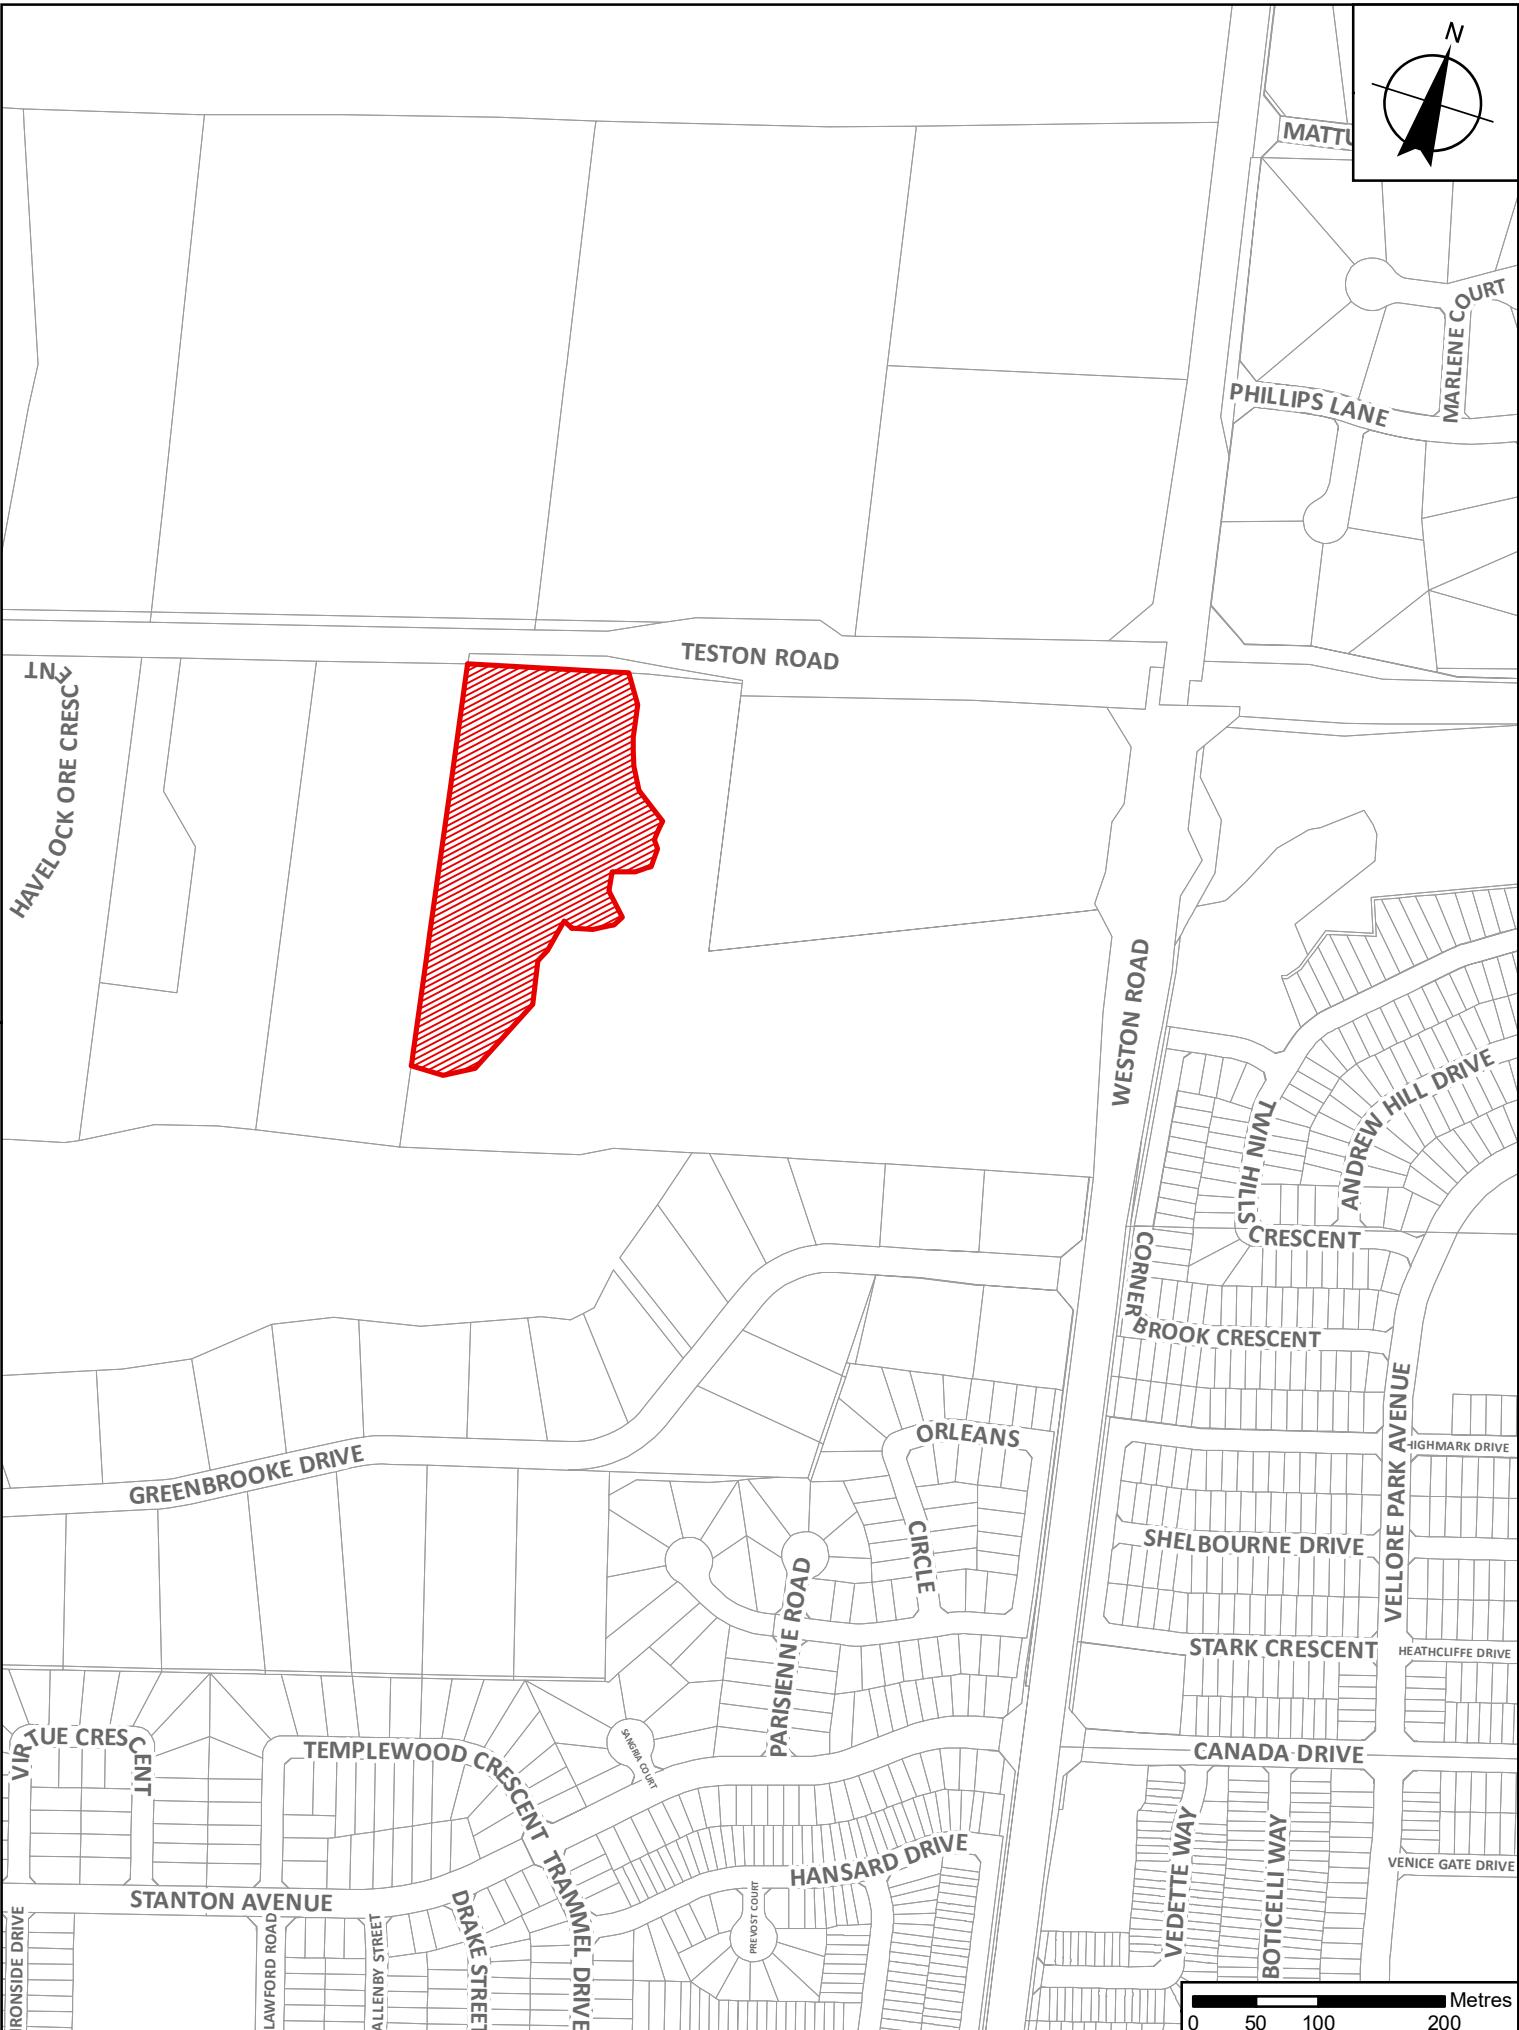 N
MATTU
MARLENE COURT
PHILLIPS LANE
TESTON ROAD
HAVELOCK ORE CRESCENT
WESTON ROAD
ANDREW HILL DRIVE
TWIN HILLS CRESCENT
CORNER BROOK CRESCENT
VELLORE PARK AVENUE
ORLEANS CIRCLE
HIGHMARK DRIVE
GREENBROOKE DRIVE
SHELBOURNE DRIVE
PARISIENNE ROAD
STARK CRESCENT
HEATHCLIFFE DRIVE
VIRTUE CRESCENT
TEMPLEWOOD CRESCENT
SANGRIA COURT
CANADA DRIVE
HANSARD DRIVE
VEDETTE WAY
BOTICELLI WAY
VENICE GATE DRIVE
STANTON AVENUE
TRAMMEL DRIVE
DRAKE STREET
PREVOST COURT
IRONSIDE DRIVE
LAWFORD ROAD
ALLENBY STREET
Metres
0 50 100 200